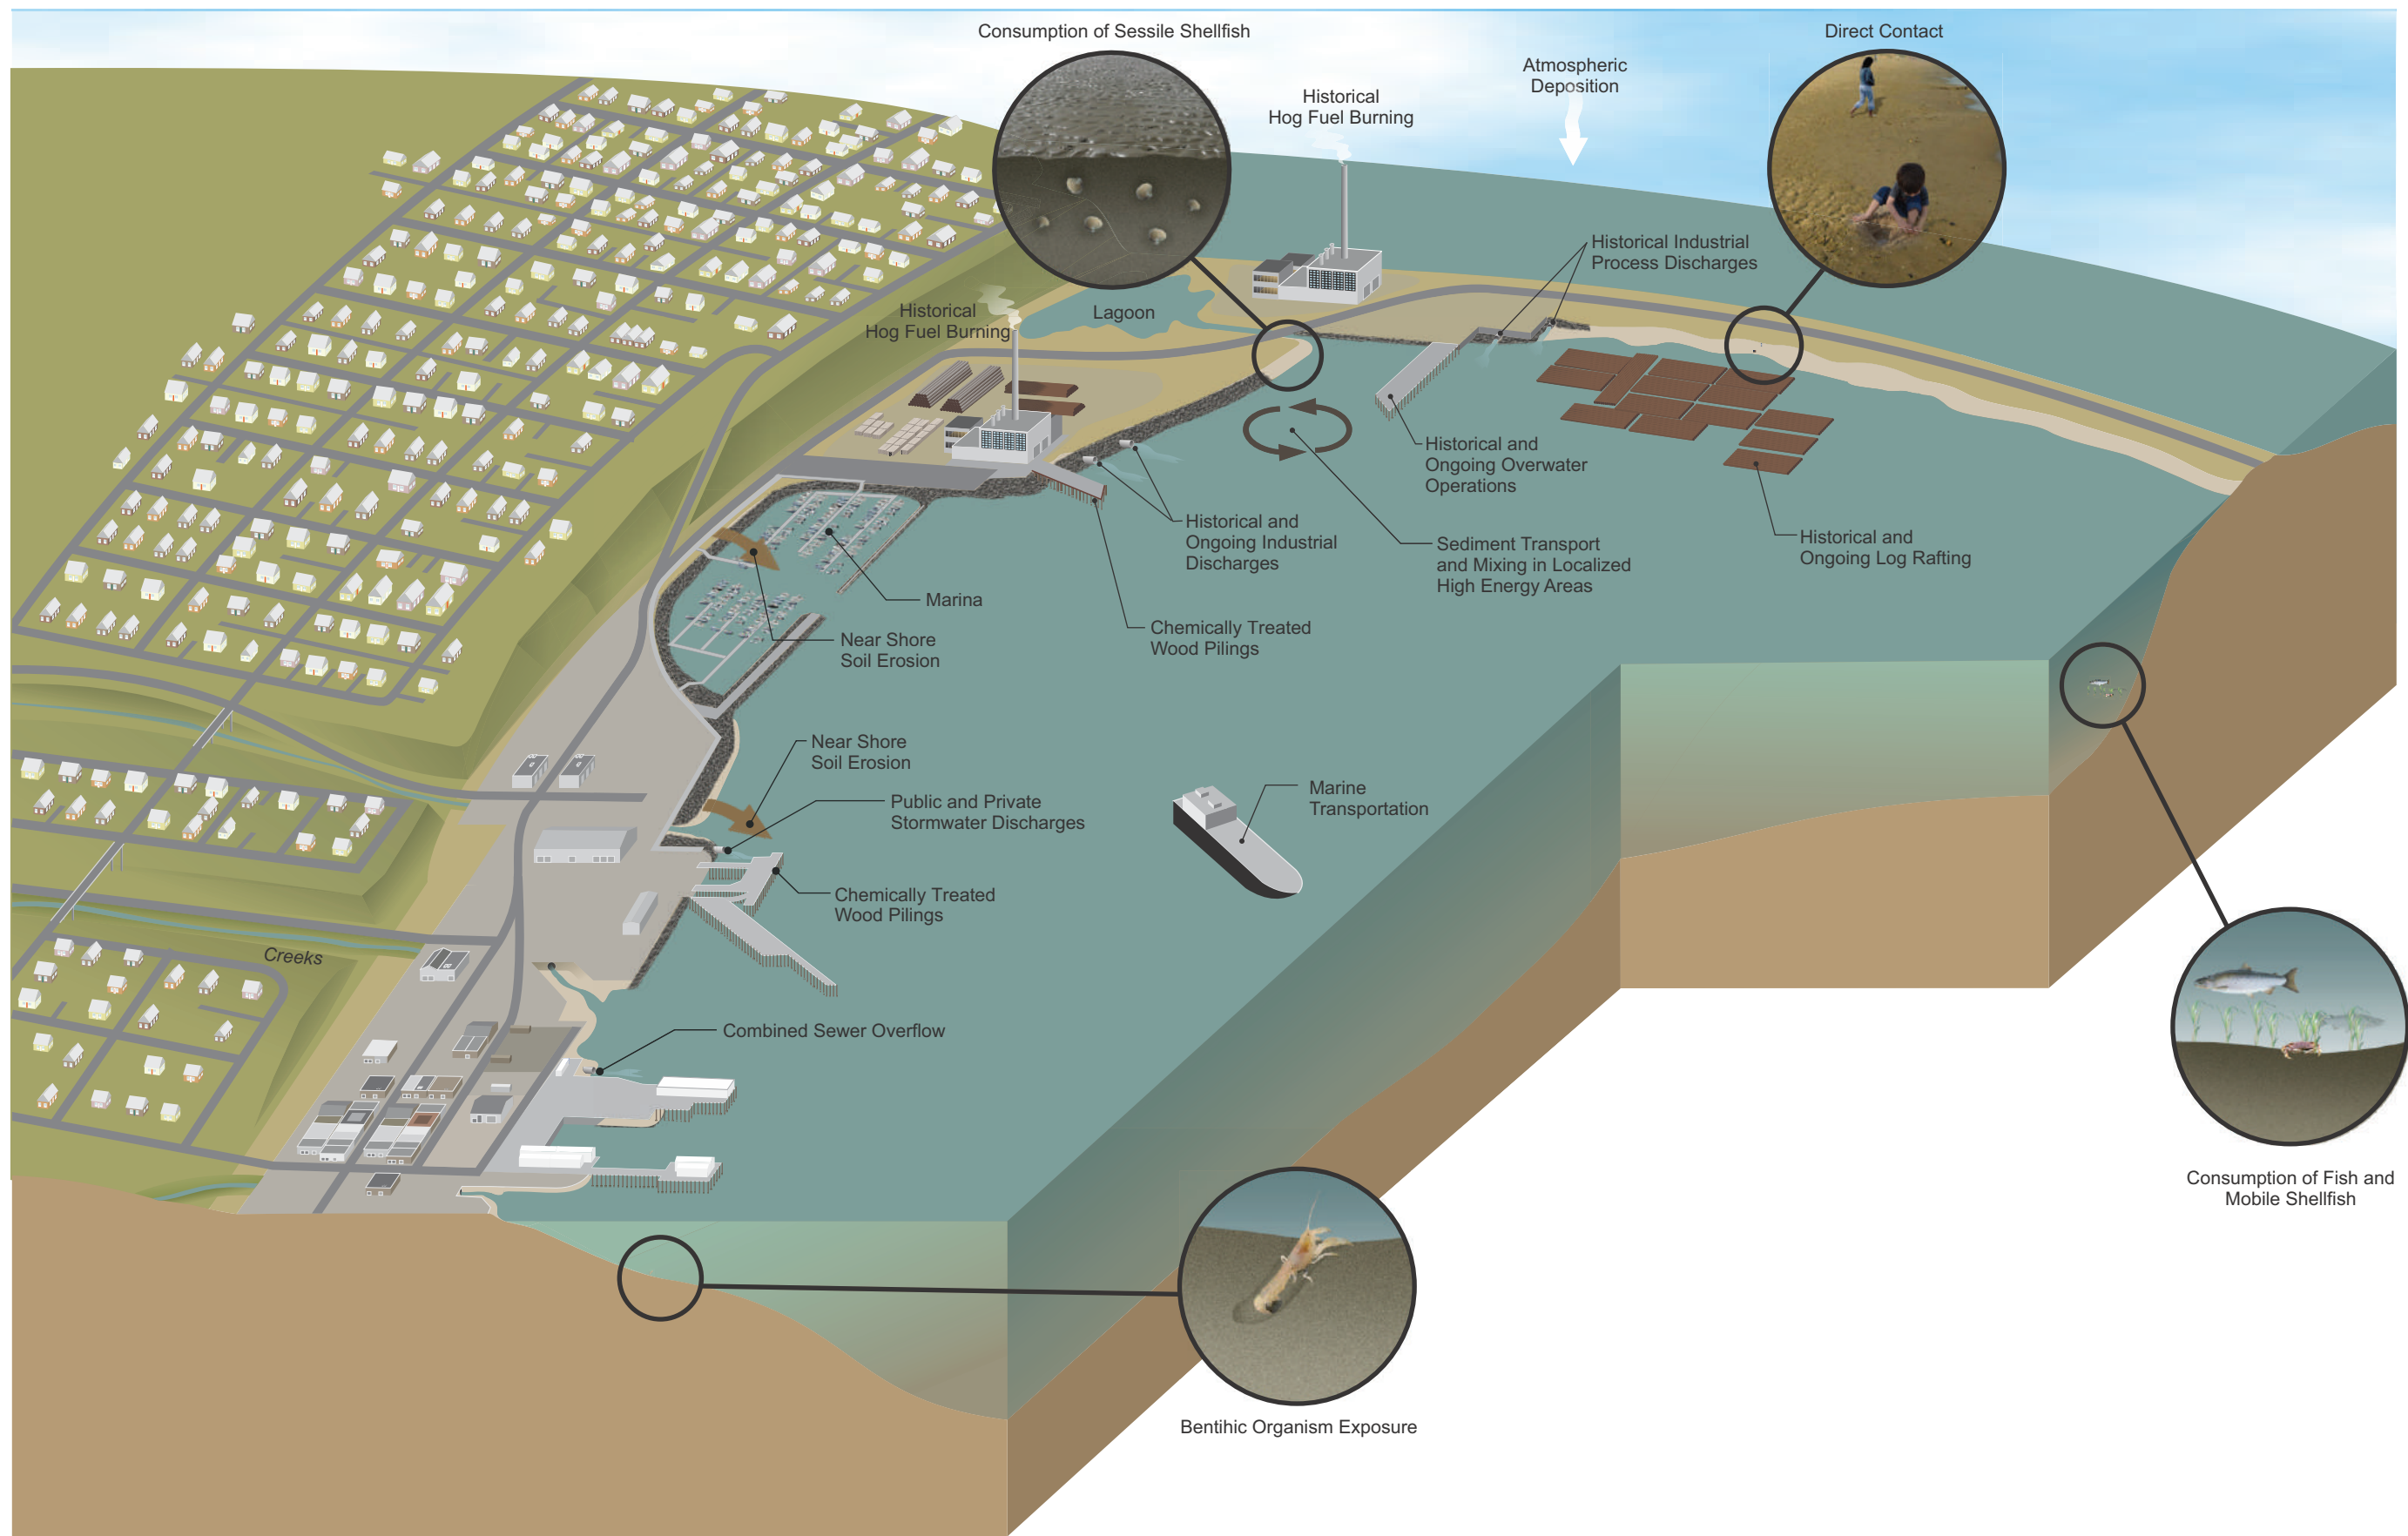 Consumption of Sessile Shellfish
Direct Contact
Atmospheric
Deposition
Historical
Hog Fuel Burning
Historical Industrial
Process Discharges
Historical
Hog Fuel Burning
Lagoon
Historical and
Ongoing Overwater
Operations
Historical and
Ongoing Industrial
Discharges
Sediment Transport
and Mixing in Localized
High Energy Areas
Historical and
Ongoing Log Rafting
Marina
Chemically Treated
Wood Pilings
Near Shore
Soil Erosion
Near Shore
Soil Erosion
Public and Private
Stormwater Discharges
Marine
Transportation
Chemically Treated
Wood Pilings
Creeks
Combined Sewer Overflow
Consumption of Fish and
Mobile Shellfish
Bentihic Organism Exposure